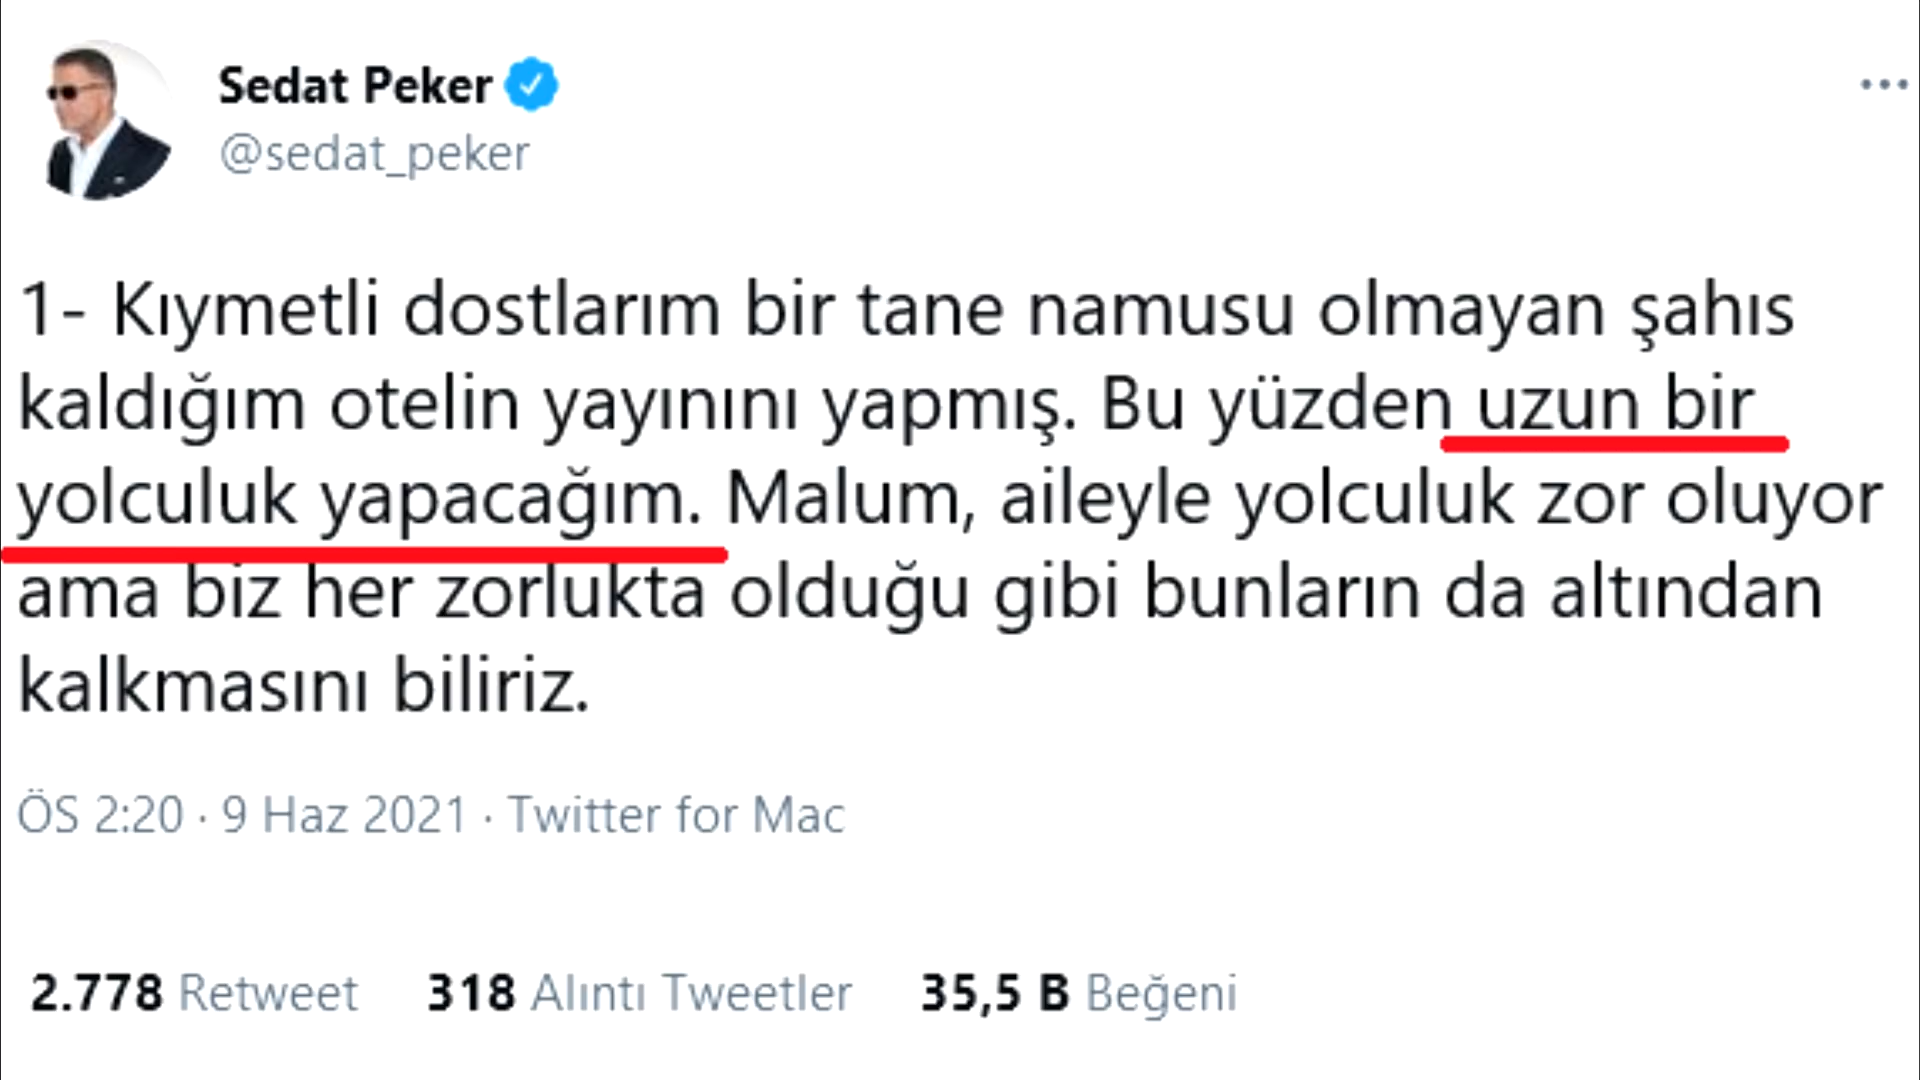 Sedat Peker
@sedat_peker
1- Kıymetli dostlarım bir tane namusu olmayan şahıs
kaldığım otelin yayınını yapmış. Bu yüzden uzun bir
yolculuk yapacağım. Malum, aileyle yolculuk zor oluyor
ama biz her zorlukta olduğu gibi bunların da altından
kalkmasını biliriz.
ÖS 2:20 · 9 Haz 2021 · Twitter for Mac
2.778 Retweet 318 Alıntı Tweetler 35,5 B Beğeni